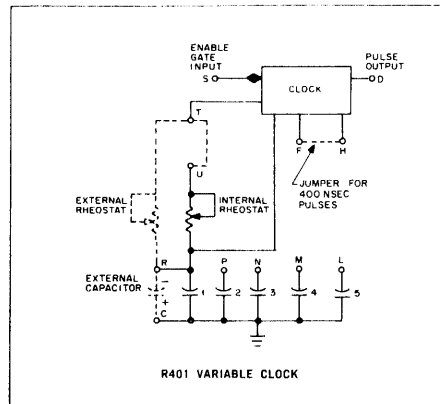 ENABLE
GATE
INPUT
S
PULSE
OUTPUT
D
CLOCK
T
F
H
U
JUMPER FOR
400 NSEC
PULSES
EXTERNAL
RHEOSTAT
INTERNAL
RHEOSTAT
R
P
N
M
L
EXTERNAL
CAPACITOR
-
+
1
2
3
4
5
C
R401 VARIABLE CLOCK